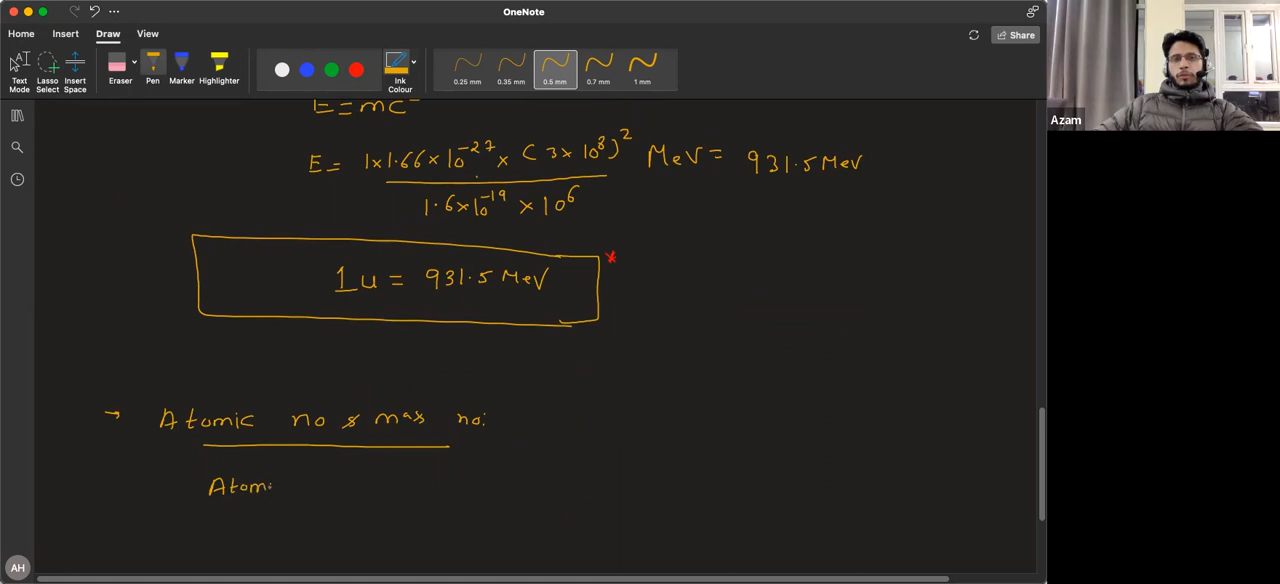 OneNote
Home Insert Draw View
Share
Text Mode Lasso Select Insert Space Eraser Pen Marker Highlighter Ink Colour 0.25 mm 0.35 mm 0.5 mm 0.7 mm 1 mm
Azam
E = mc²
E = 1 × 1.66 × 10⁻²⁷ × (3 × 10⁸)² MeV = 931.5 MeV
1.6 × 10⁻¹⁹ × 10⁶
1u = 931.5 MeV
→ Atomic no & mass no:
Atomi
AH